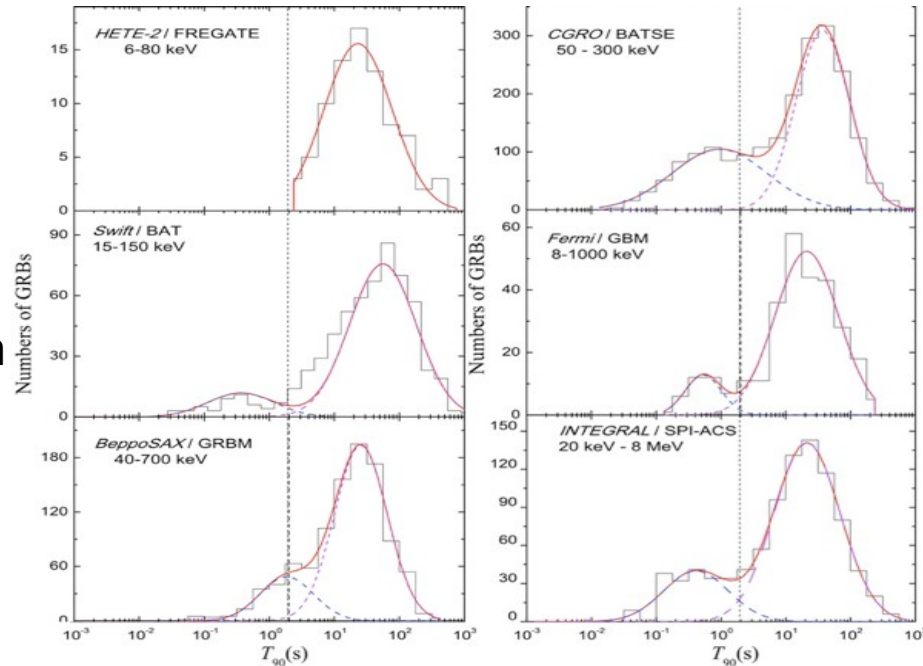 HETE-2 / FREGATE
6-80 keV
15
10
5
0
Swift / BAT
15-150 keV
90
60
30
0
BeppoSAX / GRBM
40-700 keV
180
120
60
0
Numbers of GRBs
10⁻³ 10⁻² 10⁻¹ 10⁰ 10¹ 10² 10³
T₉₀(s)
n
CGRO / BATSE
50 - 300 keV
300
200
100
0
Fermi / GBM
8-1000 keV
60
40
20
0
INTEGRAL / SPI-ACS
20 keV - 8 MeV
150
120
90
60
30
0
Numbers of GRBs
10⁻³ 10⁻² 10⁻¹ 10⁰ 10¹ 10² 10³
T₉₀(s)